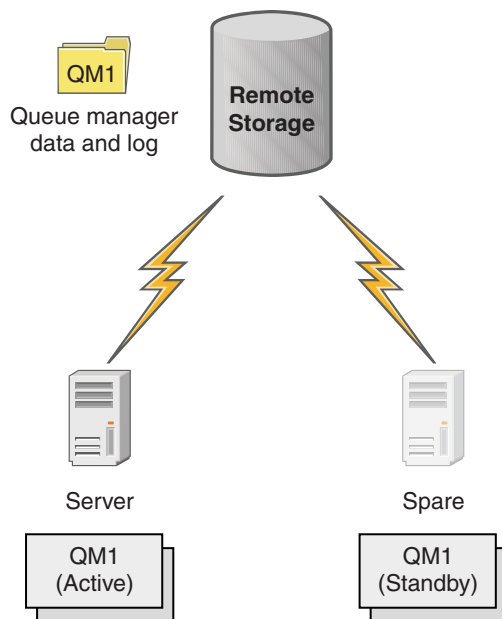 QM1
Queue manager
data and log
Remote
Storage
Server
Spare
QM1
(Active)
QM1
(Standby)